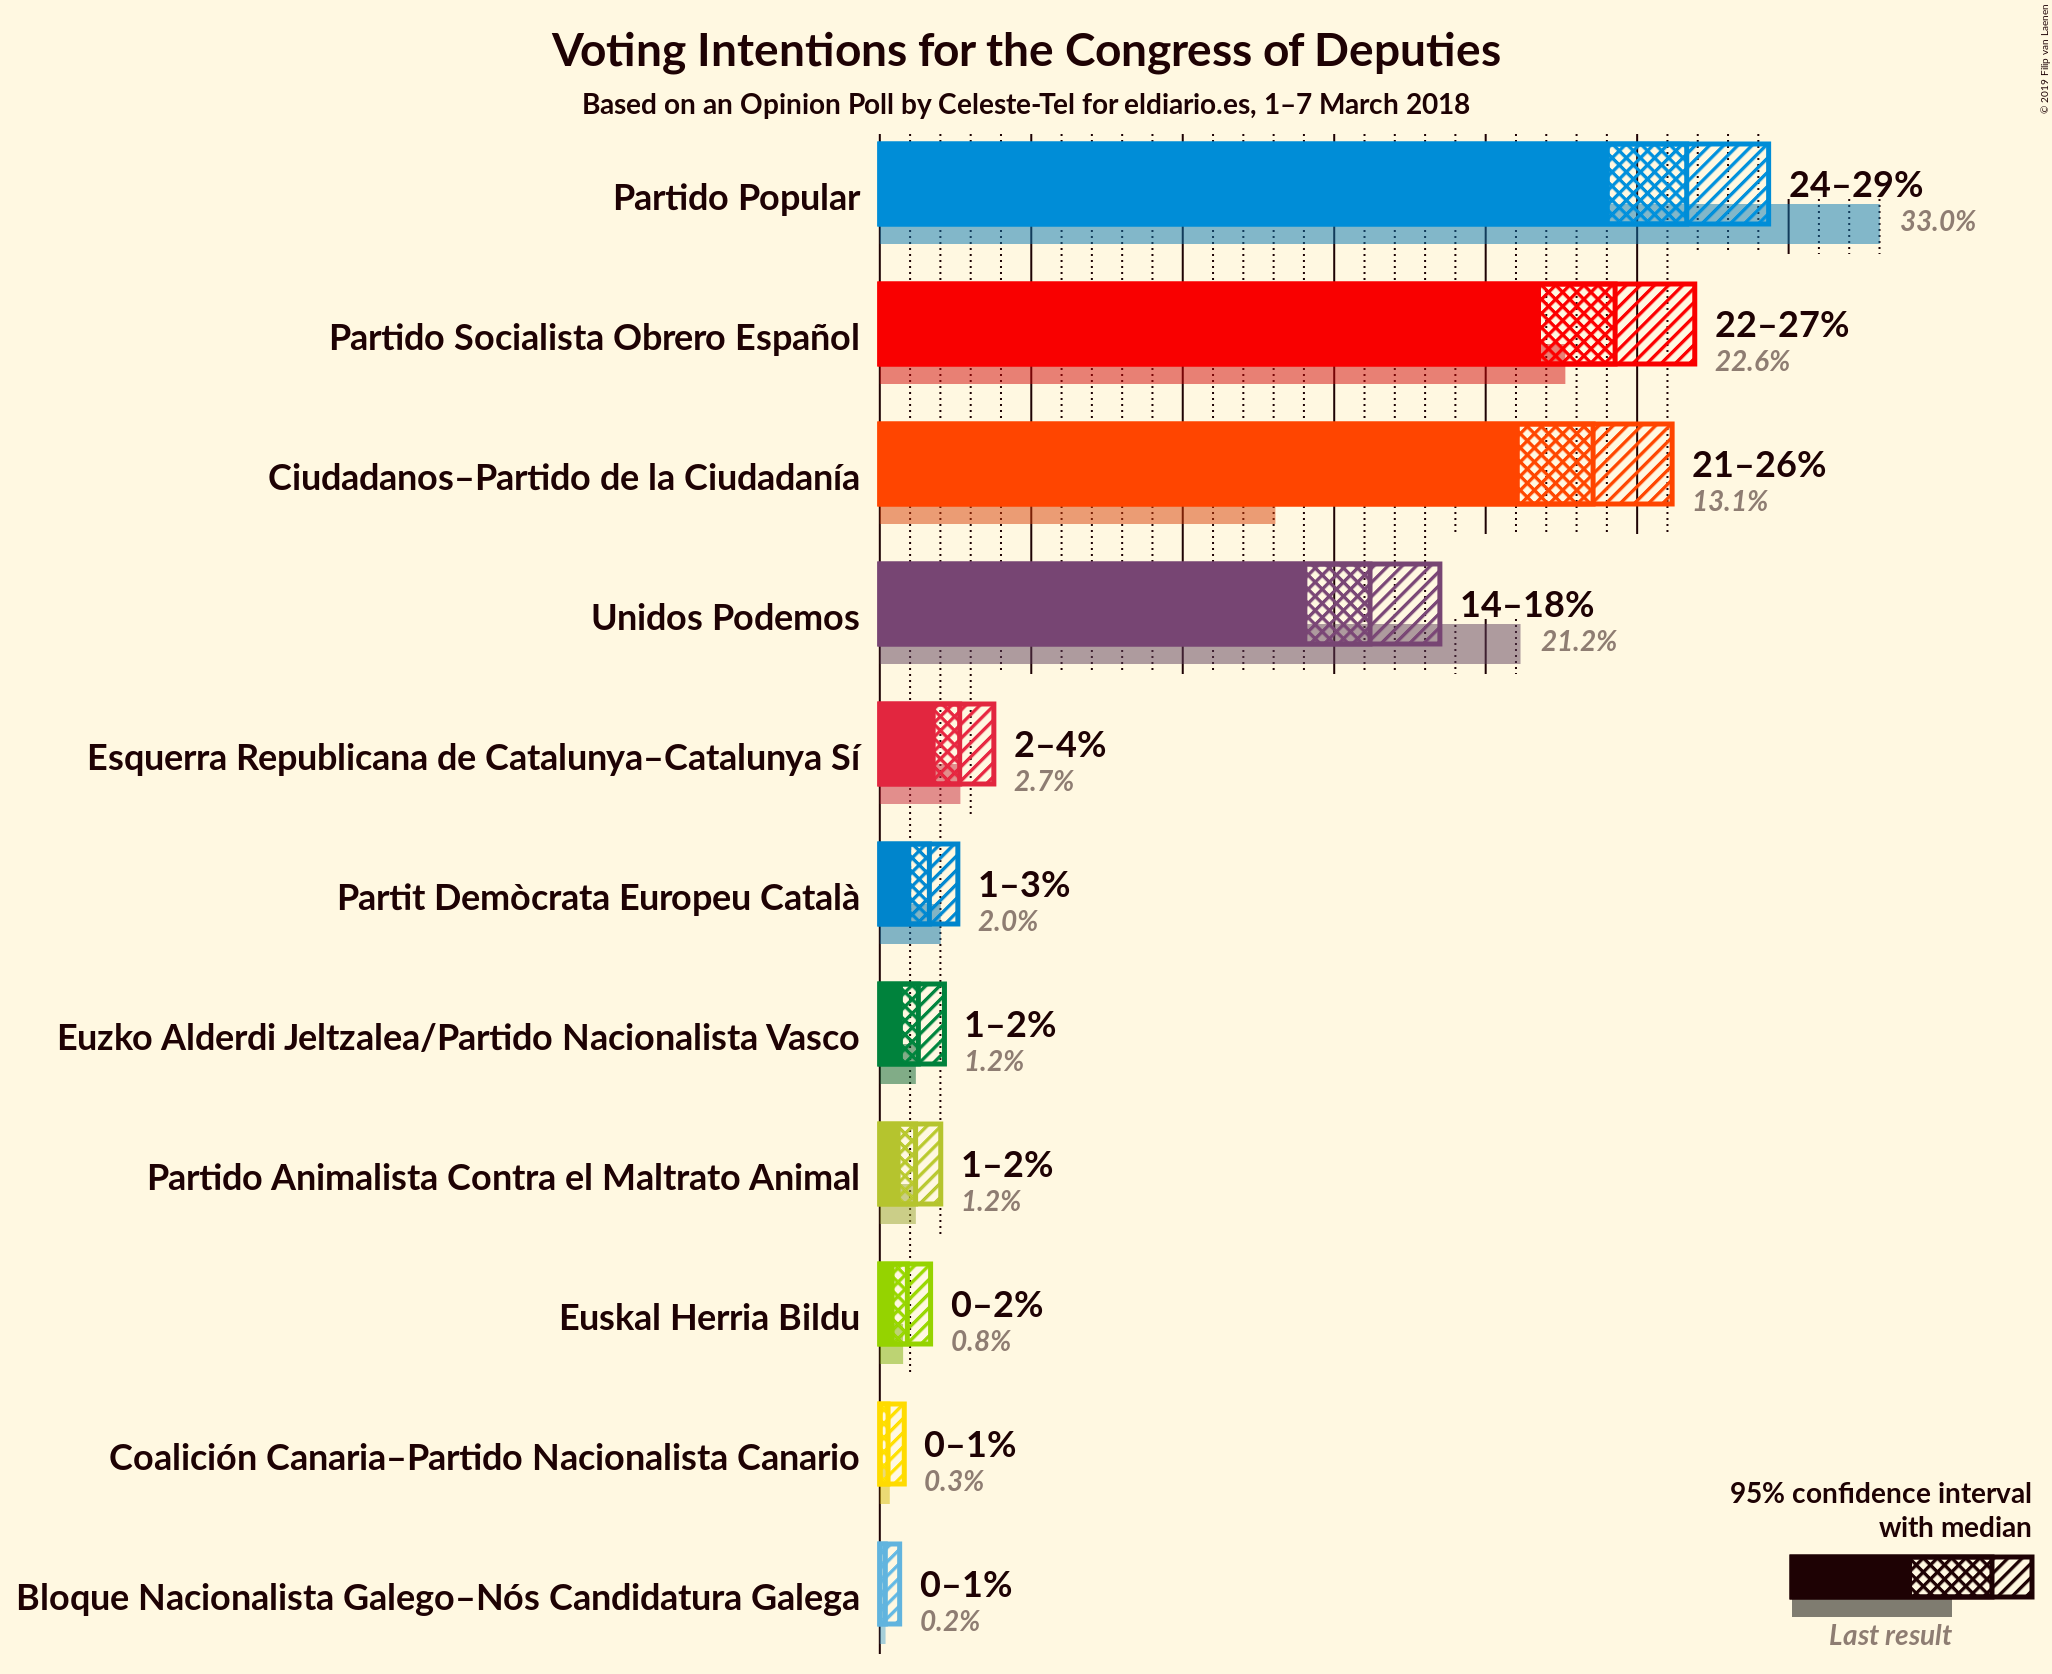 Voting Intentions for the Congress of Deputies
Based on an Opinion Poll by Celeste-Tel for eldiario.es, 1–7 March 2018
© 2019 Filip van Laenen
Partido Popular
24–29%
33.0%
Partido Socialista Obrero Español
22–27%
22.6%
Ciudadanos–Partido de la Ciudadanía
21–26%
13.1%
Unidos Podemos
14–18%
21.2%
Esquerra Republicana de Catalunya–Catalunya Sí
2–4%
2.7%
Partit Demòcrata Europeu Català
1–3%
2.0%
Euzko Alderdi Jeltzalea/Partido Nacionalista Vasco
1–2%
1.2%
Partido Animalista Contra el Maltrato Animal
1–2%
1.2%
Euskal Herria Bildu
0–2%
0.8%
Coalición Canaria–Partido Nacionalista Canario
0–1%
0.3%
Bloque Nacionalista Galego–Nós Candidatura Galega
0–1%
0.2%
95% confidence interval
with median
Last result